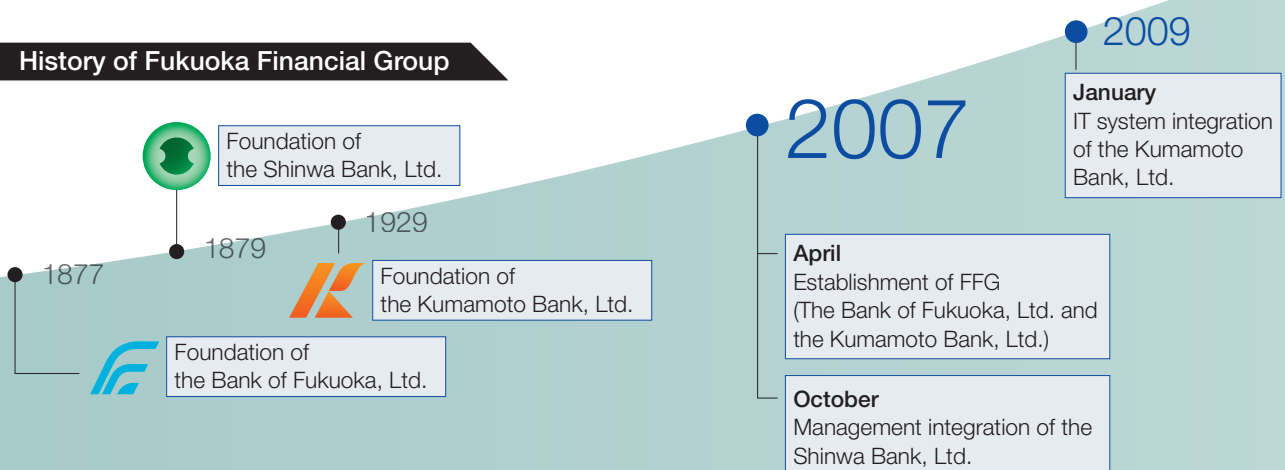 History of Fukuoka Financial Group
1877
Foundation of
the Bank of Fukuoka, Ltd.
1879
Foundation of
the Shinwa Bank, Ltd.
1929
Foundation of
the Kumamoto Bank, Ltd.
2007
April
Establishment of FFG
(The Bank of Fukuoka, Ltd. and
the Kumamoto Bank, Ltd.)
October
Management integration of the
Shinwa Bank, Ltd.
2009
January
IT system integration
of the Kumamoto
Bank, Ltd.